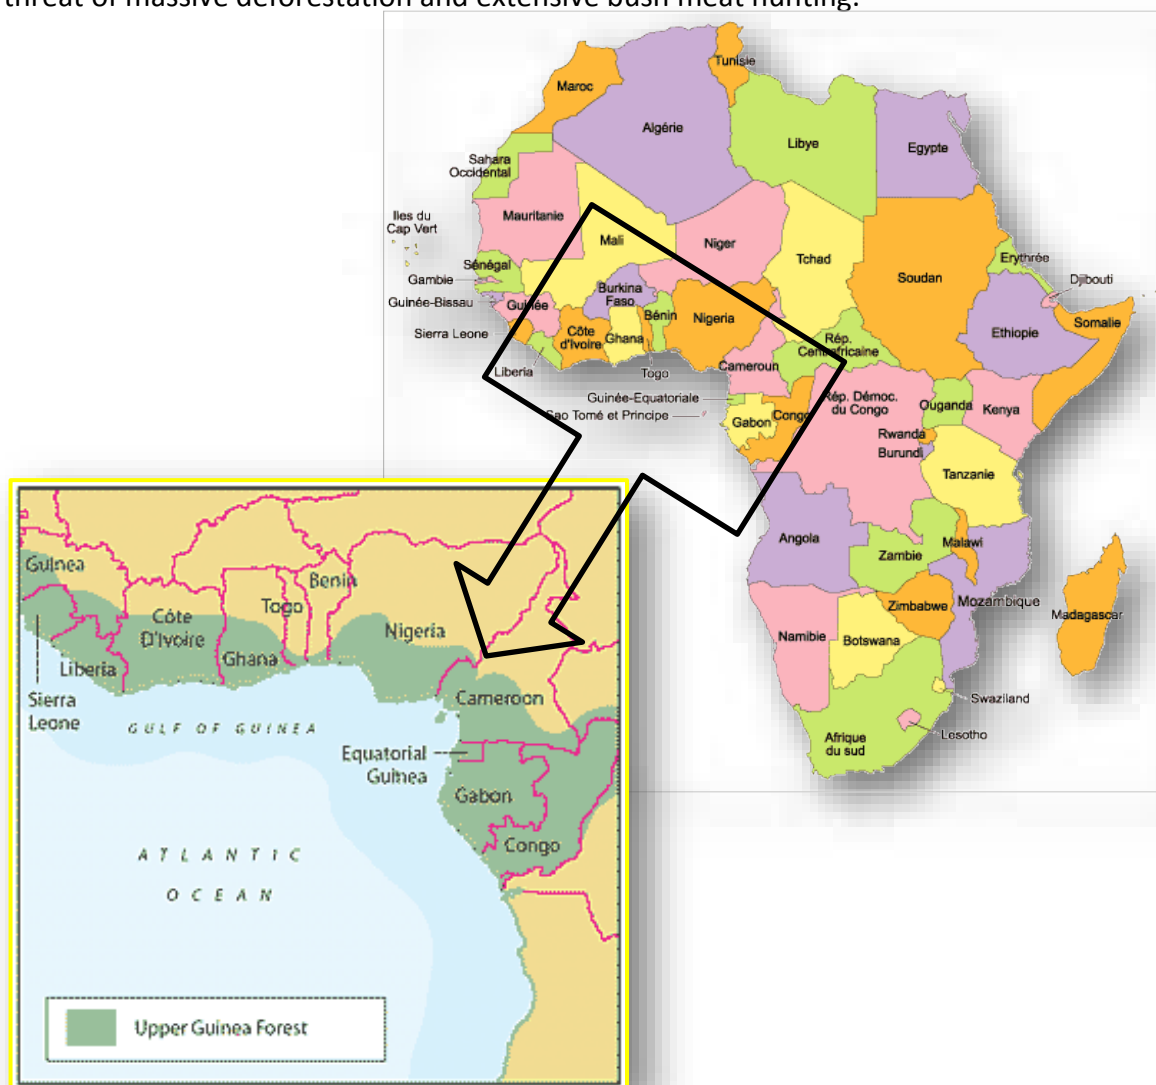 threat of massive deforestation and extensive bush meat hunting.
Tunisie
Maroc
Algérie
Libye
Egypte
Sahara
Occidental
Mauritanie
Iles du
Cap Vert
Mali
Niger
Tchad
Soudan
Erythrée
Sénégal
Gambie
Djibouti
Guinée-Bissau
Guinée
Burkina
Faso
Bénin
Nigeria
Ethiopie
Somalie
Sierra Leone
Côte
d'Ivoire
Ghana
Rép.
Centrafricaine
Liberia
Togo
Cameroun
Guinée-Equatoriale
Sao Tomé et Principe
Gabon
Congo
Rép. Démoc.
du Congo
Ouganda
Kenya
Rwanda
Burundi
Tanzanie
Angola
Zambie
Malawi
Mozambique
Zimbabwe
Madagascar
Namibie
Botswana
Swaziland
Lesotho
Afrique
du sud
Guinea
Benin
Togo
Côte
D'Ivoire
Nigeria
Ghana
Liberia
Sierra
Leone
Cameroon
GULF OF GUINEA
Equatorial
Guinea
Gabon
Congo
ATLANTIC
OCEAN
Upper Guinea Forest